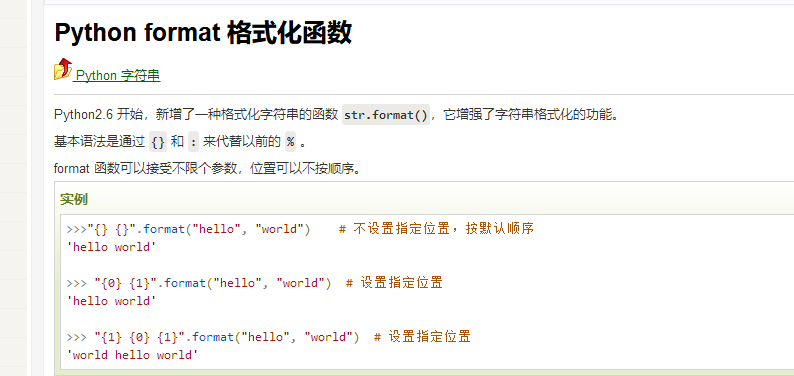 Python format 格式化函数
Python 字符串
Python2.6 开始，新增了一种格式化字符串的函数 str.format()，它增强了字符串格式化的功能。
基本语法是通过 {} 和 : 来代替以前的 % 。
format 函数可以接受不限个参数，位置可以不按顺序。
实例
>>>"{} {}".format("hello", "world")    # 不设置指定位置，按默认顺序
'hello world'
>>> "{0} {1}".format("hello", "world")  # 设置指定位置
'hello world'
>>> "{1} {0} {1}".format("hello", "world")  # 设置指定位置
'world hello world'